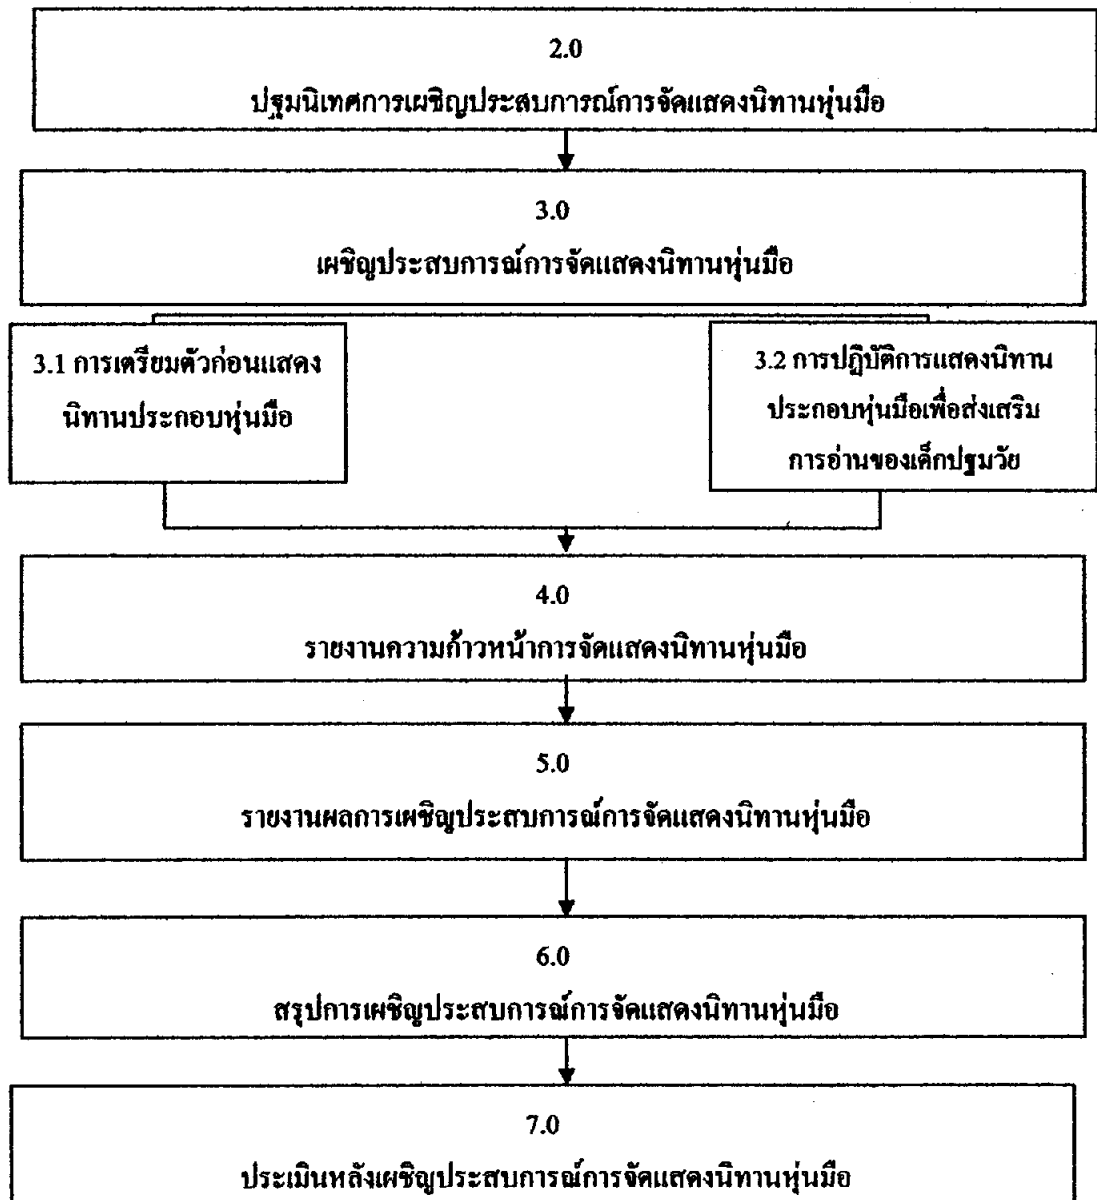 2.0
ปฐมนิเทศการเผชิญประสบการณ์การจัดแสดงนิทานหุ่นมือ
3.0
เผชิญประสบการณ์การจัดแสดงนิทานหุ่นมือ
3.1 การเตรียมตัวก่อนแสดง
นิทานประกอบหุ่นมือ
3.2 การปฏิบัติการแสดงนิทาน
ประกอบหุ่นมือเพื่อส่งเสริม
การอ่านของเด็กปฐมวัย
4.0
รายงานความก้าวหน้าการจัดแสดงนิทานหุ่นมือ
5.0
รายงานผลการเผชิญประสบการณ์การจัดแสดงนิทานหุ่นมือ
6.0
สรุปการเผชิญประสบการณ์การจัดแสดงนิทานหุ่นมือ
7.0
ประเมินหลังเผชิญประสบการณ์การจัดแสดงนิทานหุ่นมือ